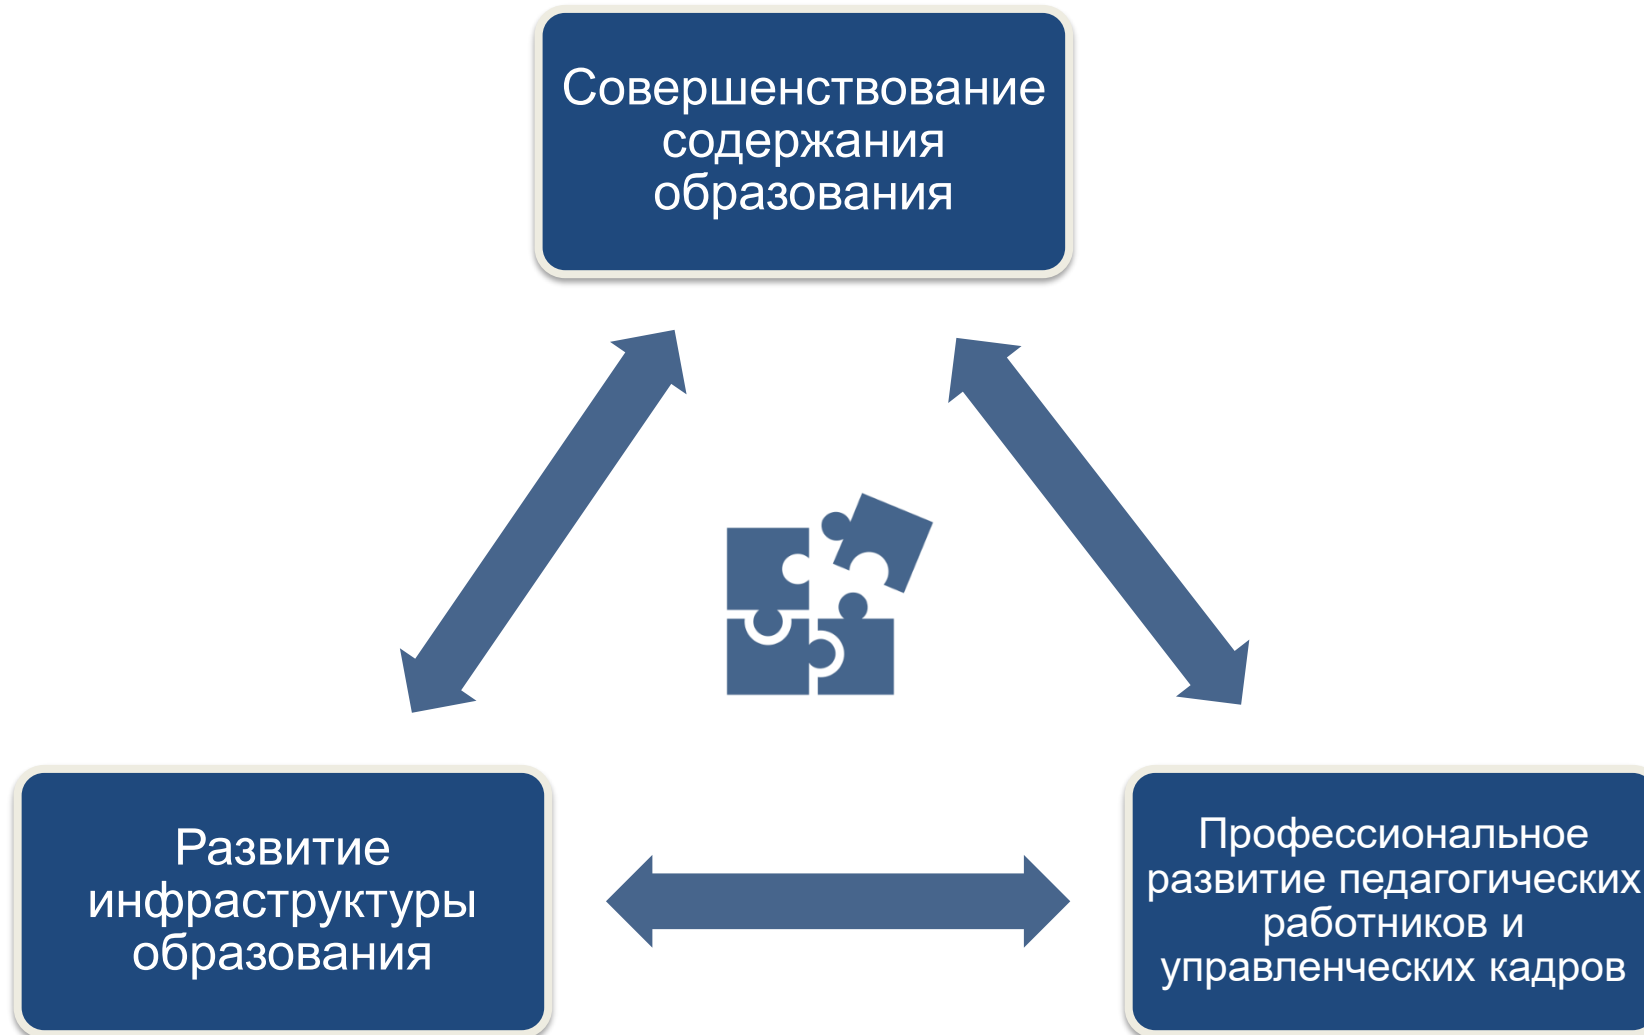 Совершенствование
содержания
образования
Развитие
инфраструктуры
образования
Профессиональное
развитие педагогических
работников и
управленческих кадров